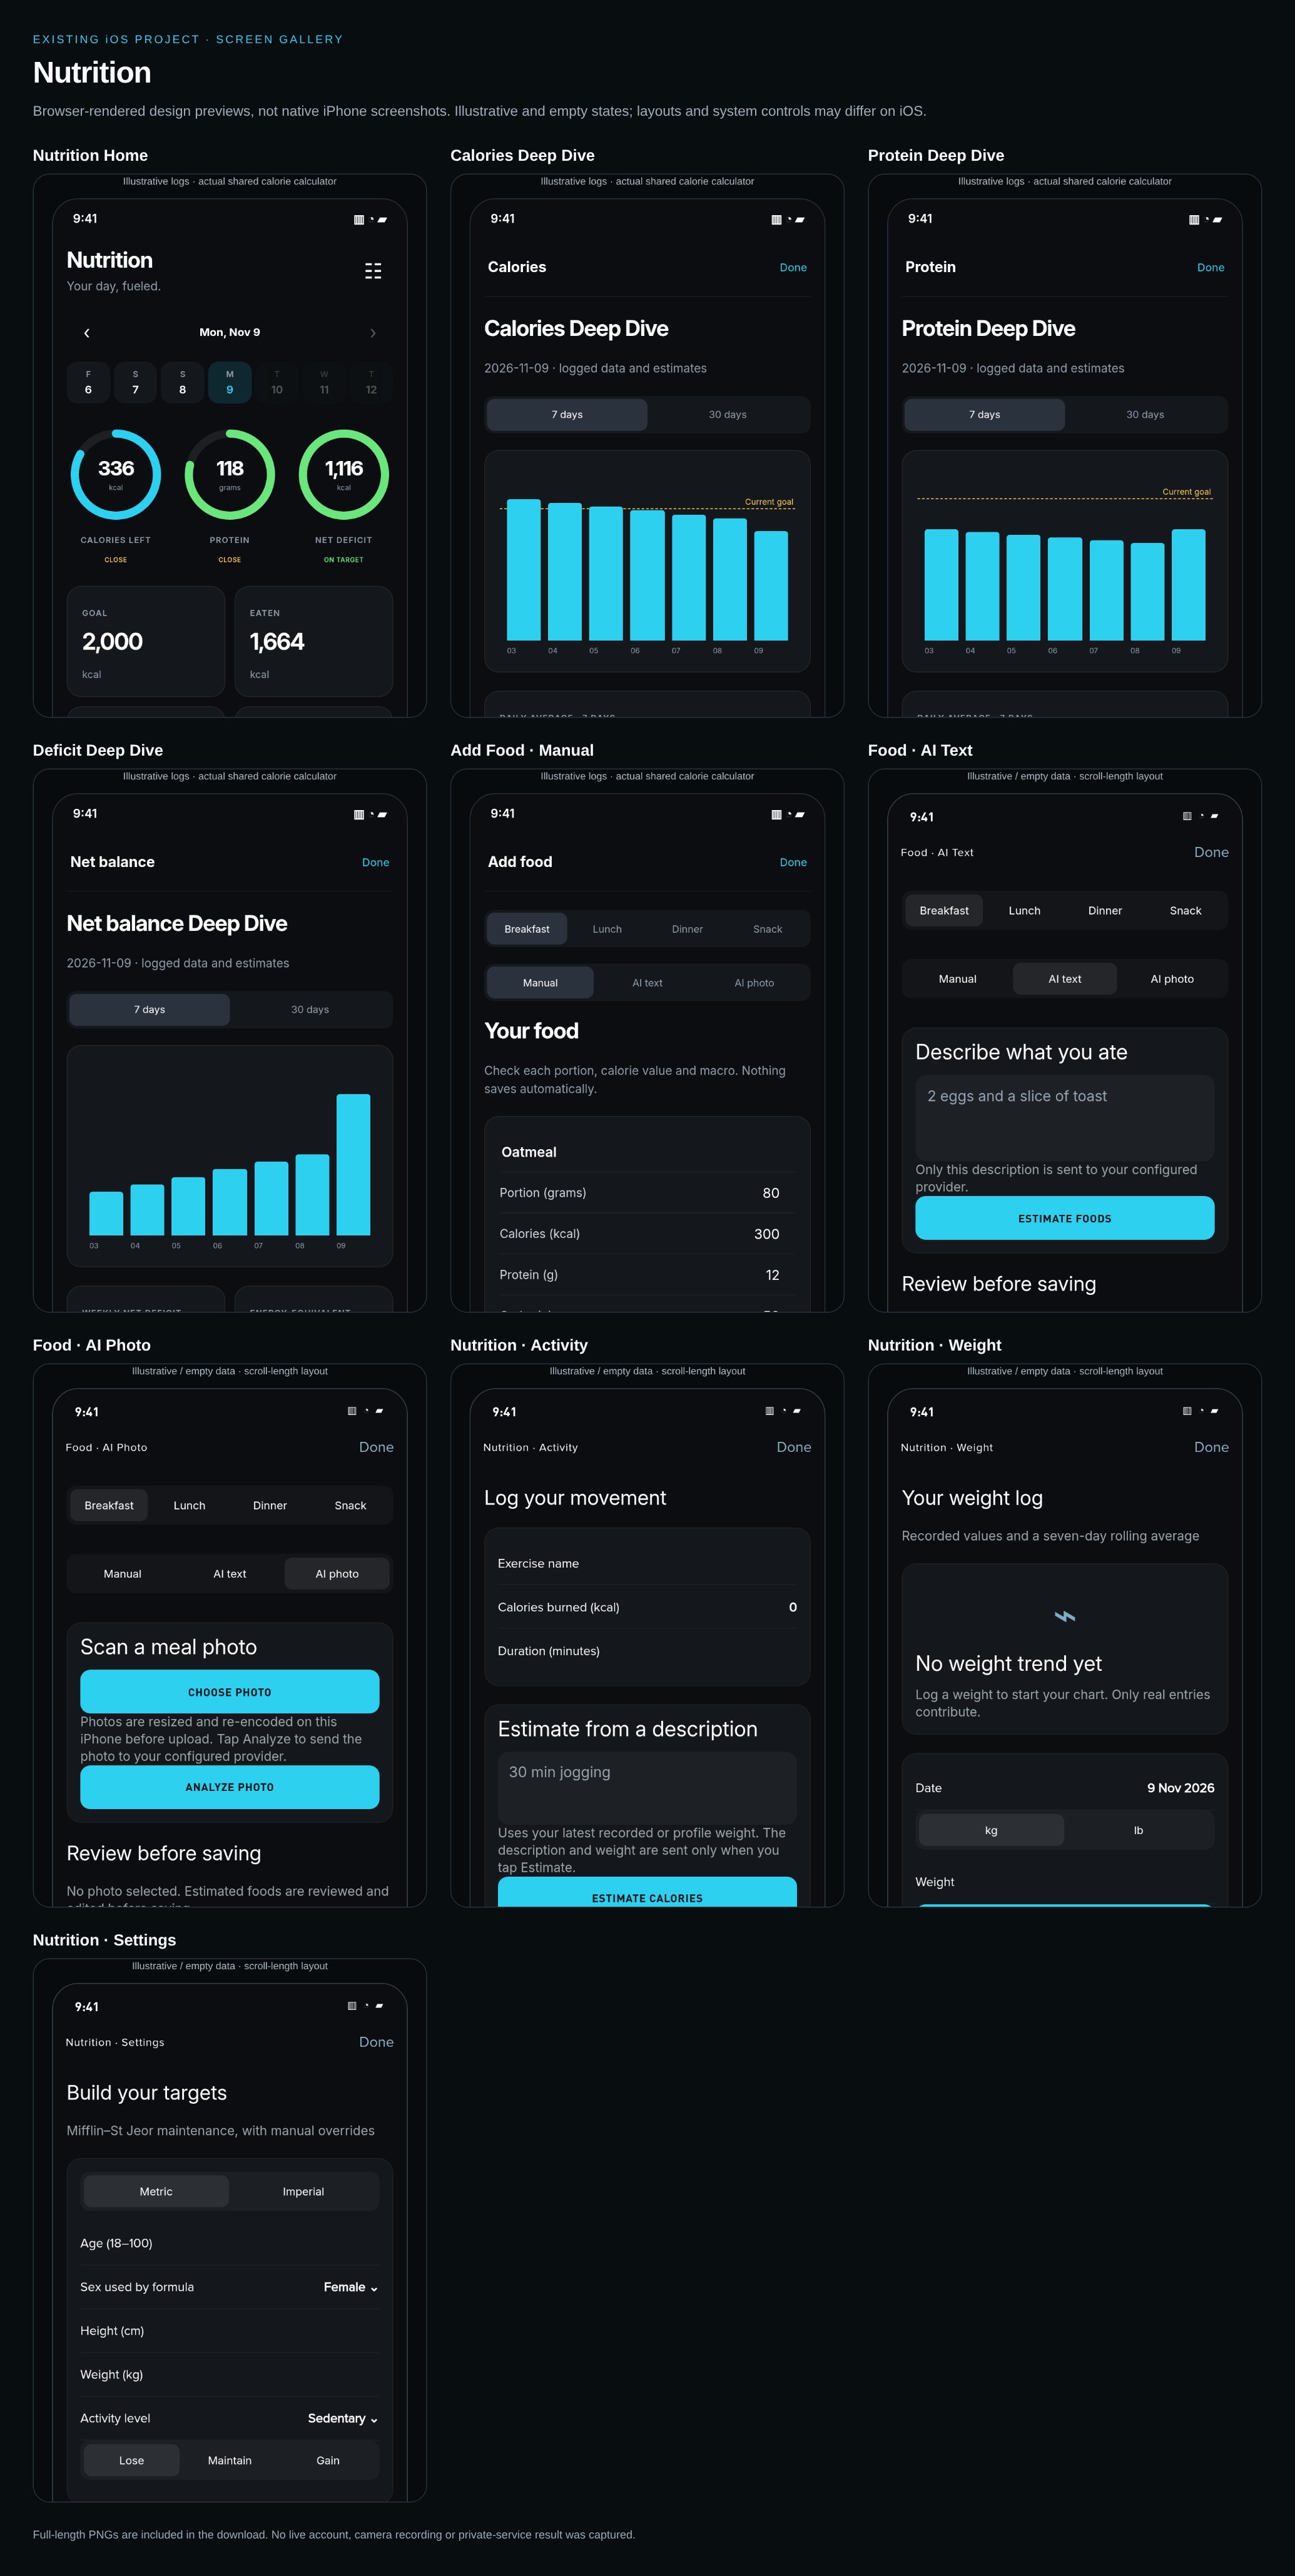 EXISTING iOS PROJECT · SCREEN GALLERY
Nutrition
Browser-rendered design previews, not native iPhone screenshots. Illustrative and empty states; layouts and system controls may differ on iOS.
Nutrition Home
Illustrative logs · actual shared calorie calculator
9:41
Nutrition
Your day, fueled.
Mon, Nov 9
F S S M T W T
6 7 8 9 10 11 12
336 118 1,116
kcal grams kcal
CALORIES LEFT PROTEIN NET DEFICIT
CLOSE CLOSE ON TARGET
GOAL EATEN
2,000 1,664
kcal kcal
Calories Deep Dive
Illustrative logs · actual shared calorie calculator
9:41
Calories Done
Calories Deep Dive
2026-11-09 · logged data and estimates
7 days 30 days
Current goal
03 04 05 06 07 08 09
DAILY AVERAGE · 7 DAYS
Protein Deep Dive
Illustrative logs · actual shared calorie calculator
9:41
Protein Done
Protein Deep Dive
2026-11-09 · logged data and estimates
7 days 30 days
Current goal
03 04 05 06 07 08 09
DAILY AVERAGE · 7 DAYS
Deficit Deep Dive
Illustrative logs · actual shared calorie calculator
9:41
Net balance Done
Net balance Deep Dive
2026-11-09 · logged data and estimates
7 days 30 days
03 04 05 06 07 08 09
WEEKLY NET DEFICIT ENERGY EQUIVALENT
Add Food · Manual
Illustrative logs · actual shared calorie calculator
9:41
Add food Done
Breakfast Lunch Dinner Snack
Manual AI text AI photo
Your food
Check each portion, calorie value and macro. Nothing
saves automatically.
Oatmeal
Portion (grams) 80
Calories (kcal) 300
Protein (g) 12
Food · AI Text
Illustrative / empty data · scroll-length layout
9:41
Food · AI Text Done
Breakfast Lunch Dinner Snack
Manual AI text AI photo
Describe what you ate
2 eggs and a slice of toast
Only this description is sent to your configured
provider.
ESTIMATE FOODS
Review before saving
Food · AI Photo
Illustrative / empty data · scroll-length layout
9:41
Food · AI Photo Done
Breakfast Lunch Dinner Snack
Manual AI text AI photo
Scan a meal photo
CHOOSE PHOTO
Photos are resized and re-encoded on this
iPhone before upload. Tap Analyze to send the
photo to your configured provider.
ANALYZE PHOTO
Review before saving
No photo selected. Estimated foods are reviewed and
edited before saving.
Nutrition · Activity
Illustrative / empty data · scroll-length layout
9:41
Nutrition · Activity Done
Log your movement
Exercise name
Calories burned (kcal) 0
Duration (minutes)
Estimate from a description
30 min jogging
Uses your latest recorded or profile weight. The
description and weight are sent only when you
tap Estimate.
ESTIMATE CALORIES
Nutrition · Weight
Illustrative / empty data · scroll-length layout
9:41
Nutrition · Weight Done
Your weight log
Recorded values and a seven-day rolling average
No weight trend yet
Log a weight to start your chart. Only real entries
contribute.
Date 9 Nov 2026
kg lb
Weight
Nutrition · Settings
Illustrative / empty data · scroll-length layout
9:41
Nutrition · Settings Done
Build your targets
Mifflin–St Jeor maintenance, with manual overrides
Metric Imperial
Age (18–100)
Sex used by formula Female
Height (cm)
Weight (kg)
Activity level Sedentary
Lose Maintain Gain
Full-length PNGs are included in the download. No live account, camera recording or private-service result was captured.